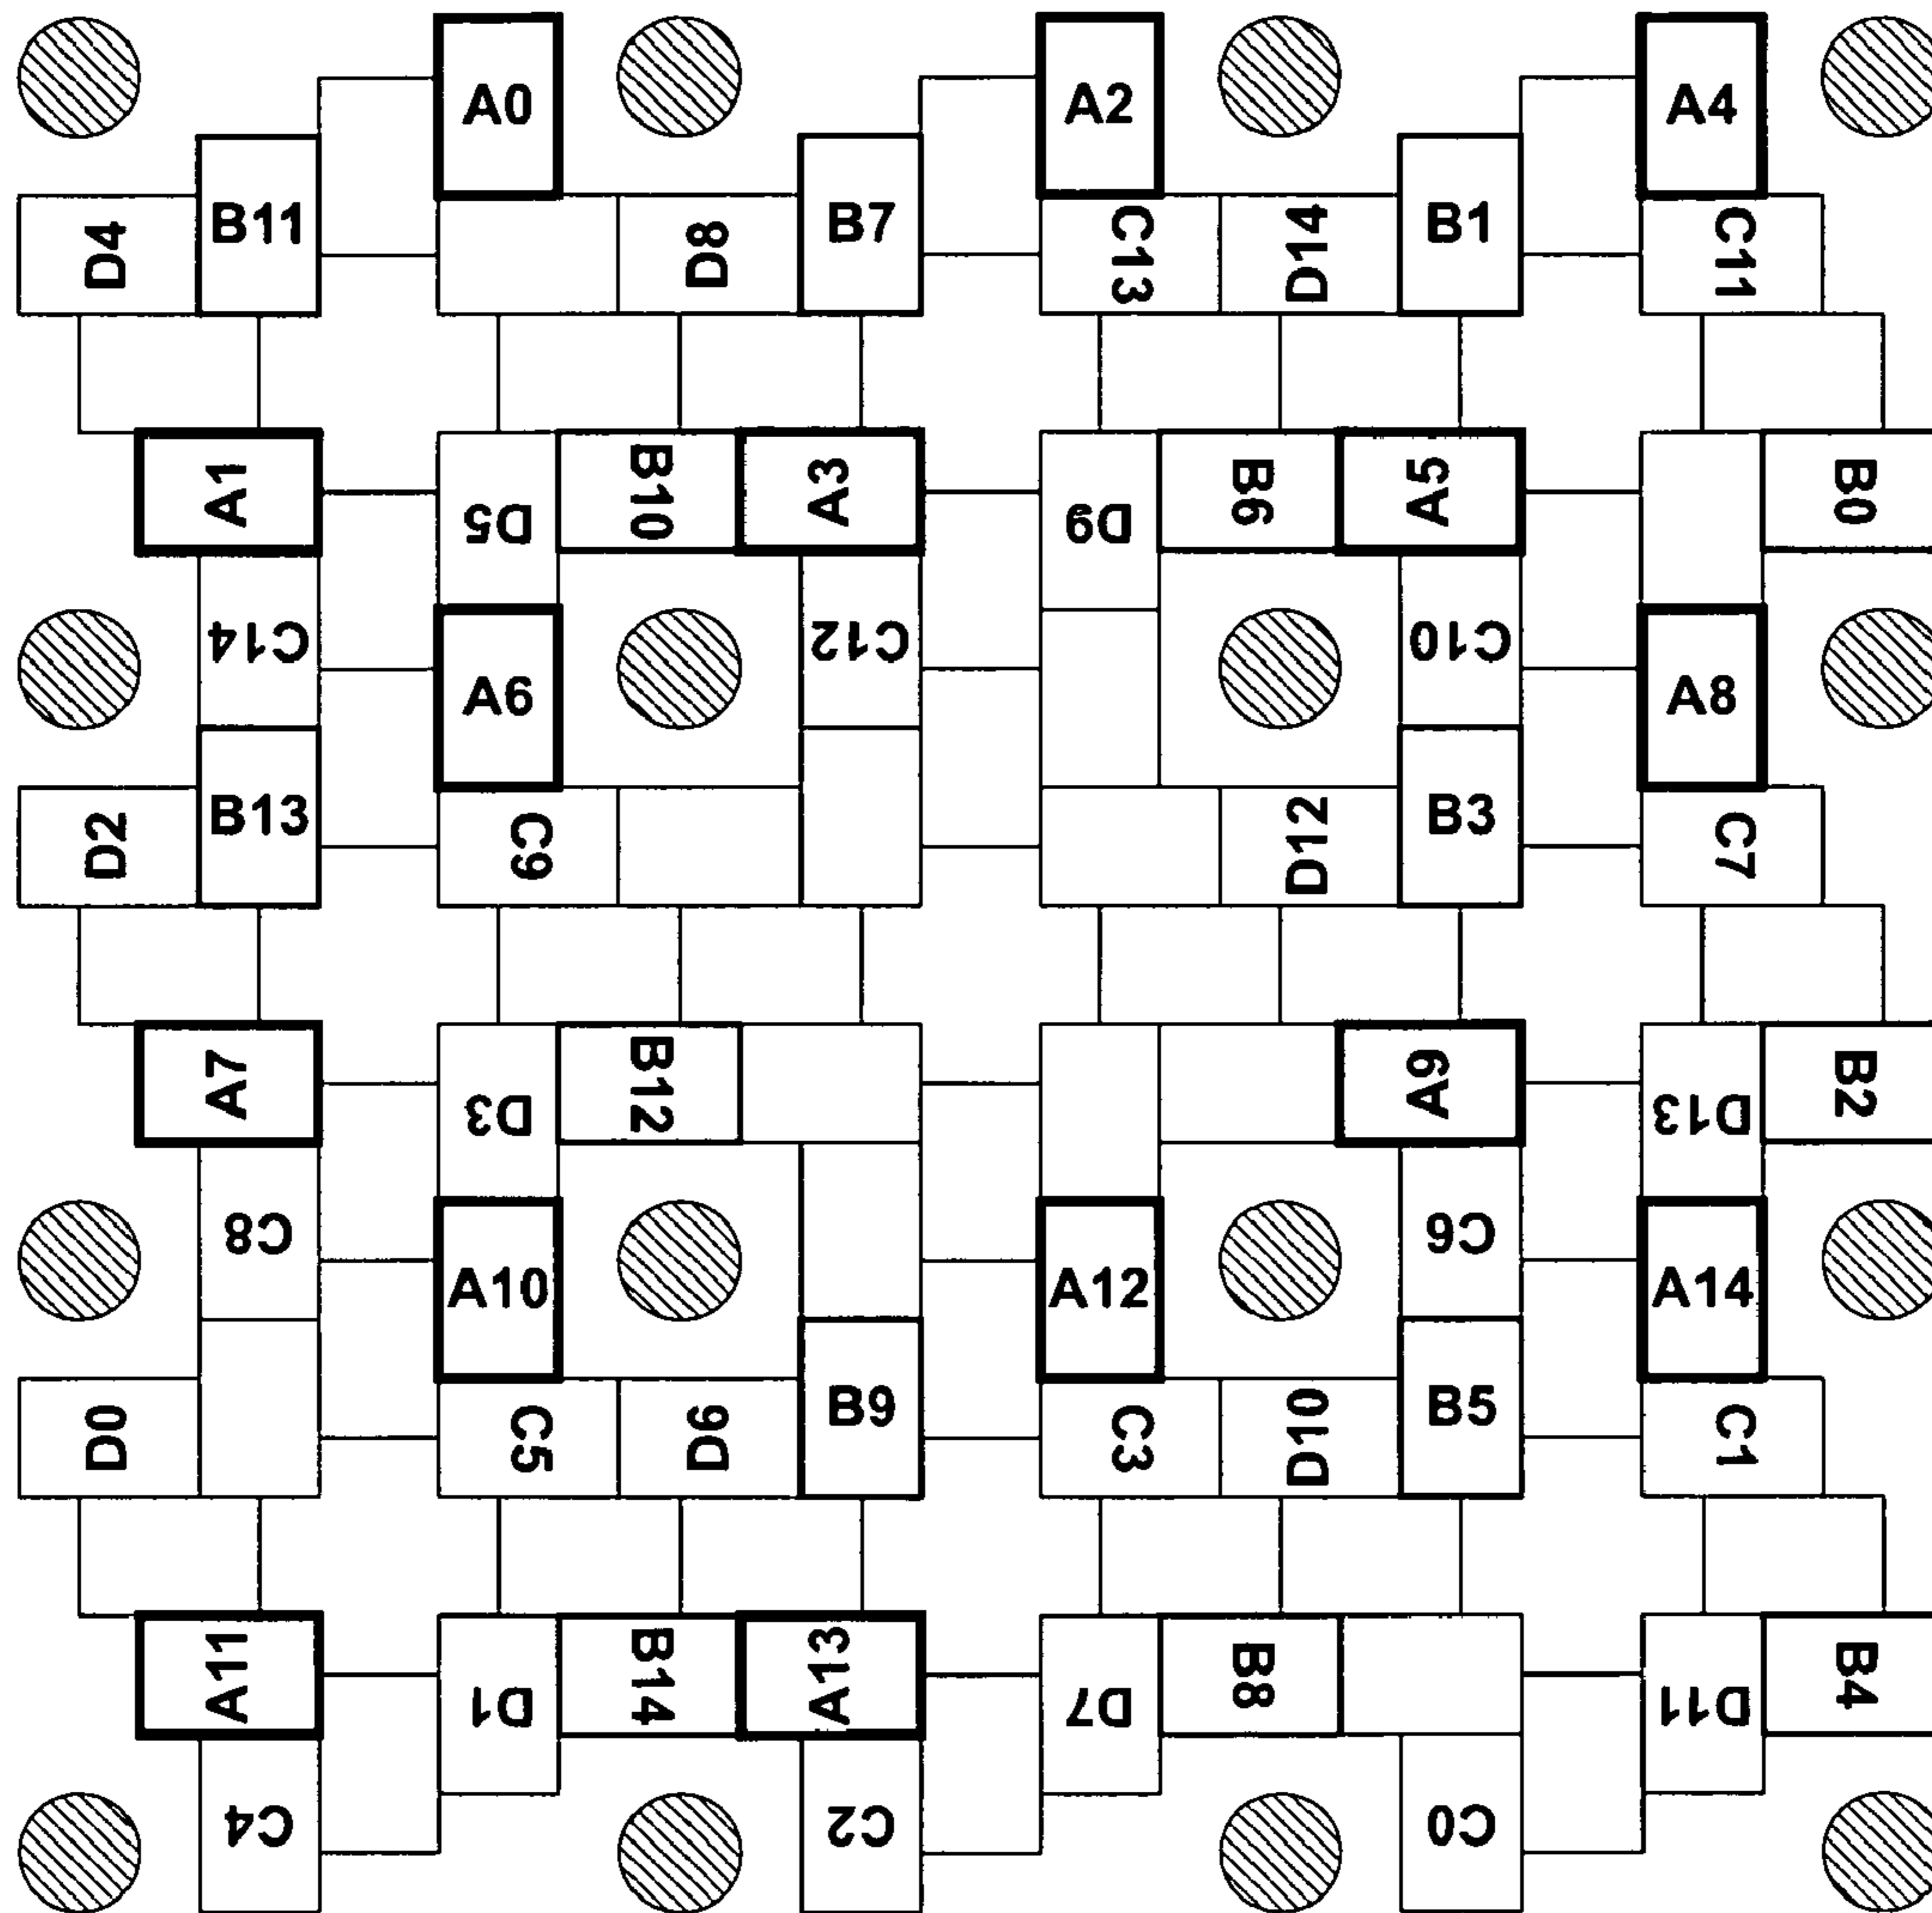 A0 A2 A4
D4 B11 D8 B7 C13 D14 B1 C11
A1 D5 B10 A3 D9 B6 A5 B0
C14 A6 C12 C10 A8
D2 B13 C9 D12 B3 C7
A7 D3 B12 A9 D13 B2
C8 A10 A12 C6 A14
D0 C5 D6 B9 C3 D10 B5 C1
A11 D1 B14 A13 D7 B8 D11 B4
C4 C2 C0